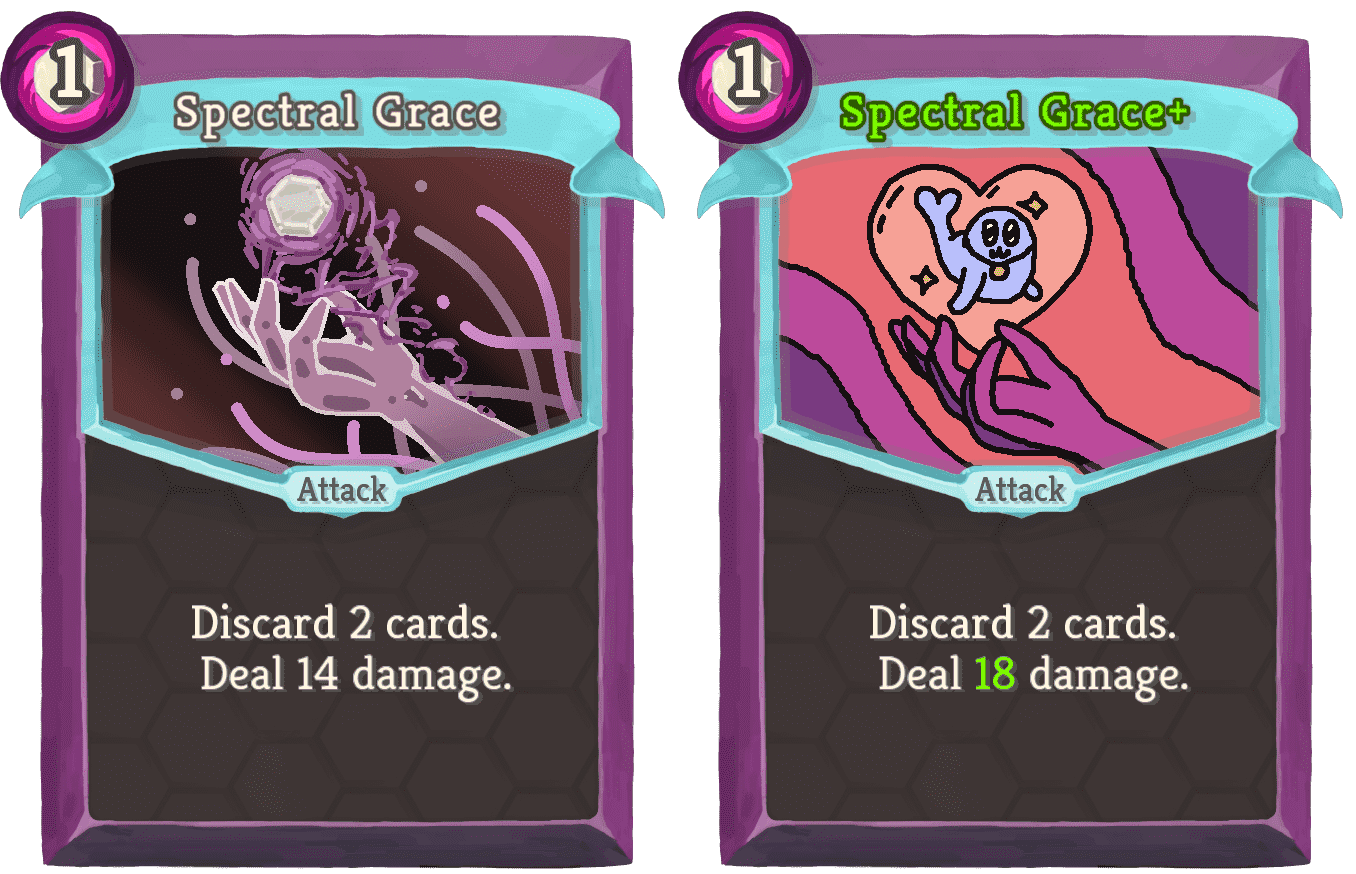 1
Spectral Grace
Attack
Discard 2 cards.
Deal 14 damage.
1
Spectral Grace+
Attack
Discard 2 cards.
Deal 18 damage.